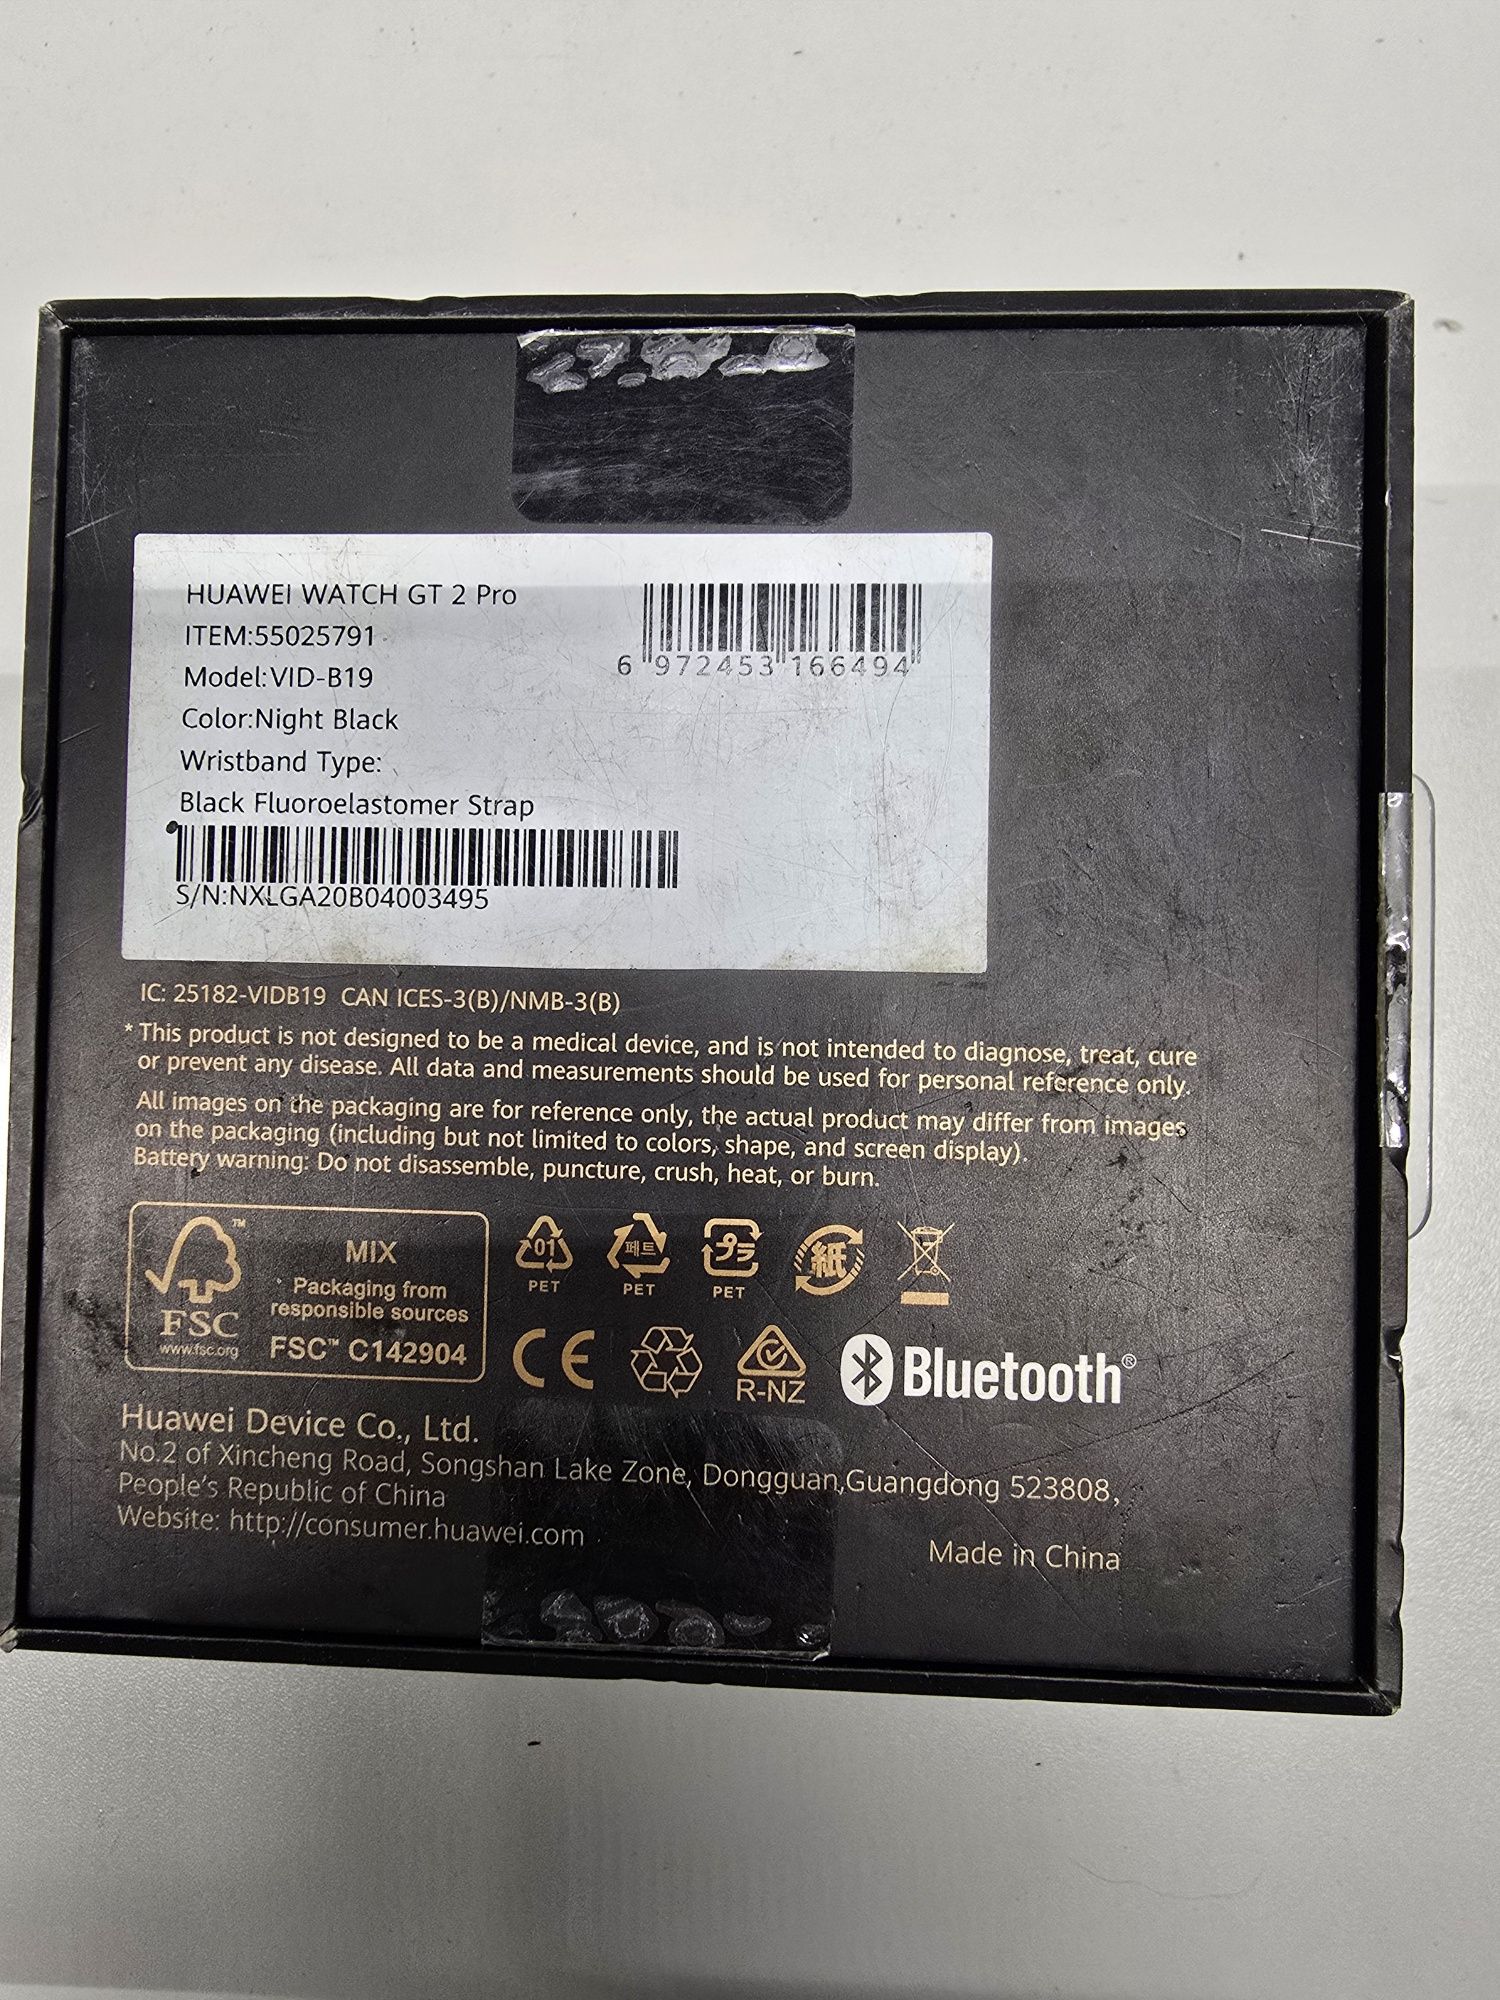 HUAWEI WATCH GT 2 Pro
ITEM:55025791
Model:VID-B19
Color:Night Black
Wristband Type:
Black Fluoroelastomer Strap
S/N:NXLGA20B04003495
6 972453 166494
IC: 25182-VIDB19 CAN ICES-3(B)/NMB-3(B)
* This product is not designed to be a medical device, and is not intended to diagnose, treat, cure
or prevent any disease. All data and measurements should be used for personal reference only.
All images on the packaging are for reference only, the actual product may differ from images
on the packaging (including but not limited to colors, shape, and screen display).
Battery warning: Do not disassemble, puncture, crush, heat, or burn.
FSC
www.fsc.org
MIX
Packaging from
responsible sources
FSC™ C142904
01
PET
페트
PET
プラ
PET
紙
CE
R-NZ
Bluetooth®
Huawei Device Co., Ltd.
No.2 of Xincheng Road, Songshan Lake Zone, Dongguan,Guangdong 523808,
People's Republic of China
Website: http://consumer.huawei.com
Made in China